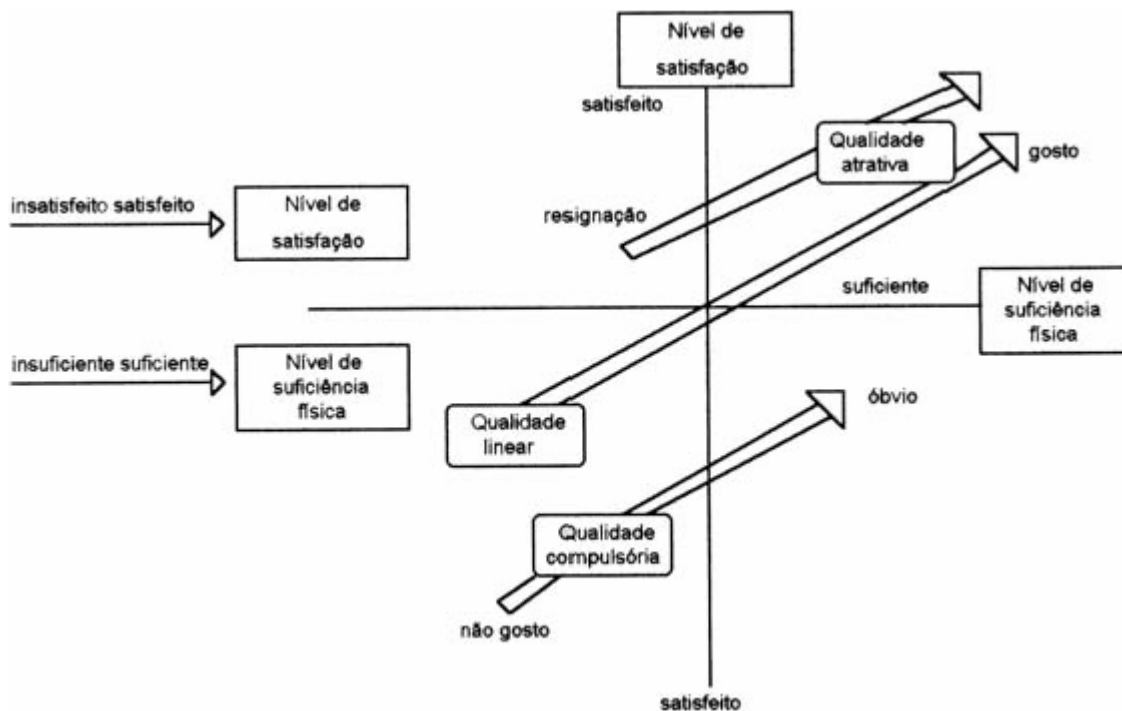 Nível de
satisfação
satisfeito
Qualidade
atrativa
gosto
insatisfeito satisfeito
Nível de
satisfação
resignação
suficiente
Nível de
suficiência
física
insuficiente suficiente
Nível de
suficiência
física
óbvio
Qualidade
linear
Qualidade
compulsória
não gosto
satisfeito